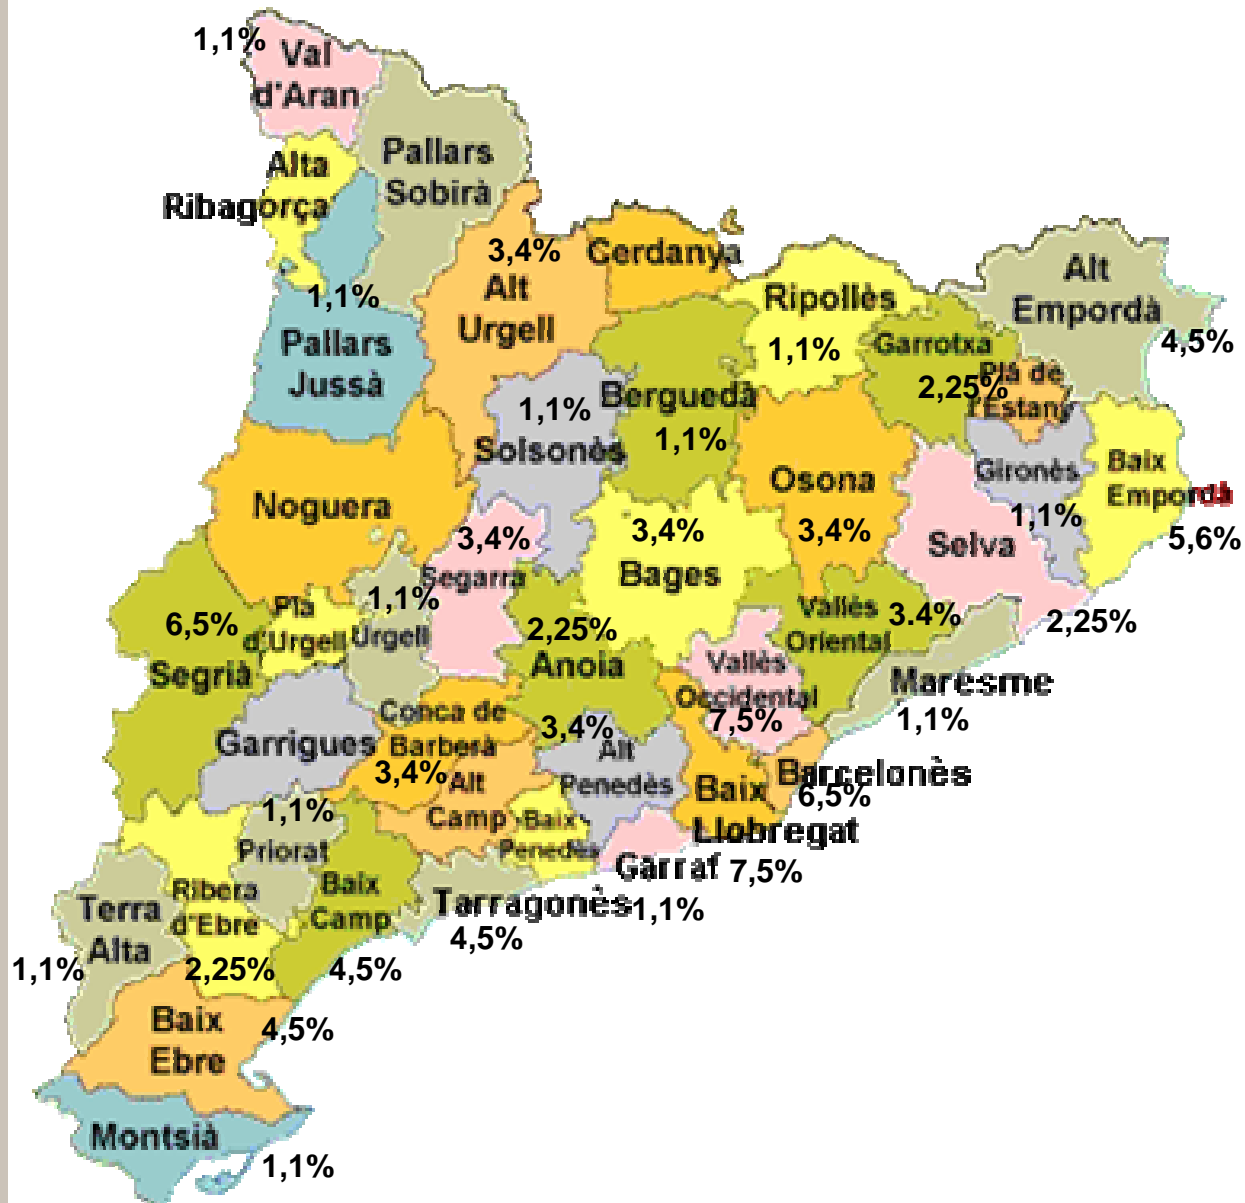 1,1%
Val
d'Aran
Alta
Ribagorça
Pallars
Sobirà
1,1%
Pallars
Jussà
3,4%
Alt
Urgell
Cerdanya
Ripollès
1,1%
Alt
Empordà
4,5%
Garrotxa
2,25%
Pla de
l'Estany
Berguedà
1,1%
1,1%
Solsonès
Osona
3,4%
Gironès
1,1%
Baix
Empordà
5,6%
Noguera
3,4%
Segarra
3,4%
Bages
Selva
2,25%
6,5%
Segrià
Pla
d'Urgell
1,1%
Urgell
2,25%
Anoia
Vallès
Oriental
3.4%
Vallès
Occidental
7,5%
Maresme
1,1%
Garrigues
Conca de
Barberà
3,4%
3,4%
Alt
Penedès
Alt
Camp
Baix
Penedès
Baix
Llobregat
7,5%
Barcelonès
6,5%
Garraf
1,1%
1,1%
Priorat
Baix
Camp
4,5%
Tarragonès
4,5%
Ribera
d'Ebre
2,25%
Terra
Alta
1,1%
Baix
Ebre
4,5%
Montsià
1,1%